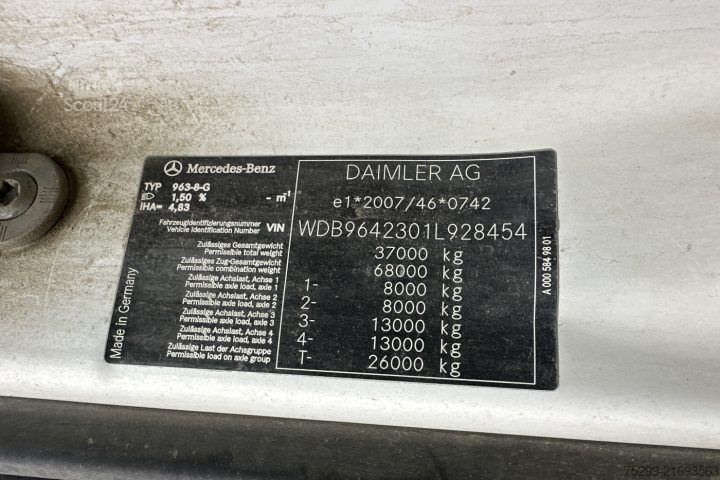 Truck
Scout24
Mercedes-Benz
DAIMLER AG
TYP 963-8-G
1,50 % - m⁻¹
IHA= 4,83
e1*2007/46*0742
Fahrzeugidentifizierungsnummer
Vehicle Identification Number VIN WDB9642301L928454
Zulässiges Gesamtgewicht
Permissible total weight 37000 kg
Zulässiges Zug-Gesamtgewicht
Permissible combination weight 68000 kg
Zulässige Achslast, Achse 1
Permissible axle load, axle 1 1- 8000 kg
Zulässige Achslast, Achse 2
Permissible axle load, axle 2 2- 8000 kg
Zulässige Achslast, Achse 3
Permissible axle load, axle 3 3- 13000 kg
Zulässige Achslast, Achse 4
Permissible axle load, axle 4 4- 13000 kg
Zulässige Last der Achsgruppe
Permissible load on axle group T- 26000 kg
Made in Germany
A 000 584 98 01
75299-21693563